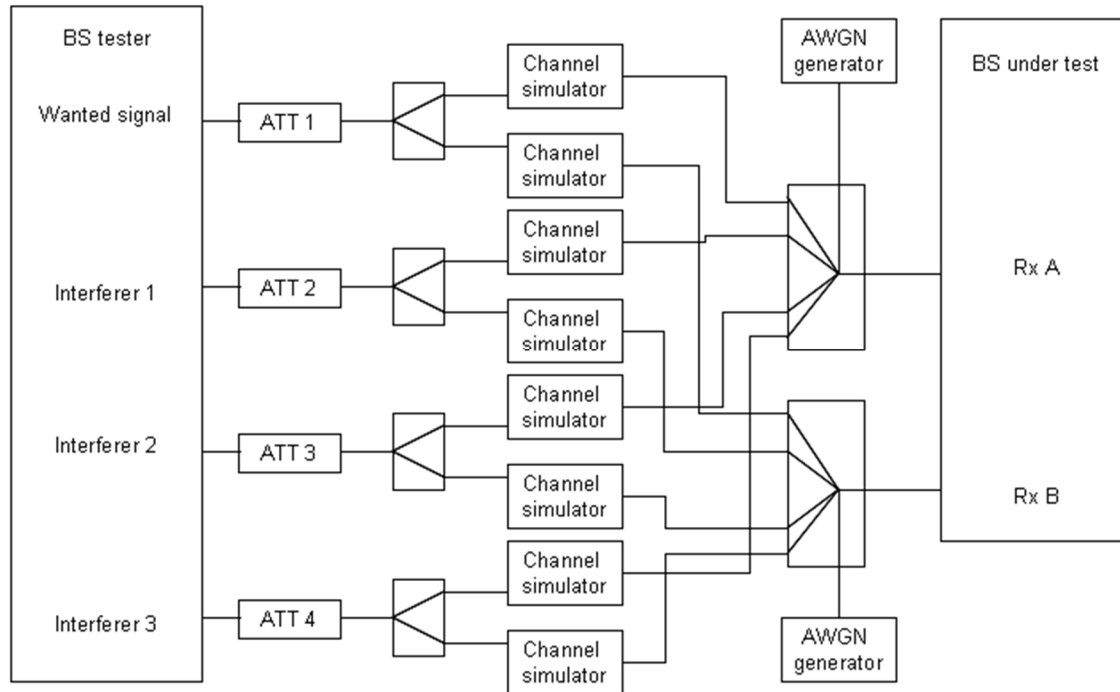 BS tester
Wanted signal
Interferer 1
Interferer 2
Interferer 3
ATT 1
ATT 2
ATT 3
ATT 4
Channel
simulator
Channel
simulator
Channel
simulator
Channel
simulator
Channel
simulator
Channel
simulator
Channel
simulator
Channel
simulator
AWGN
generator
AWGN
generator
BS under test
Rx A
Rx B